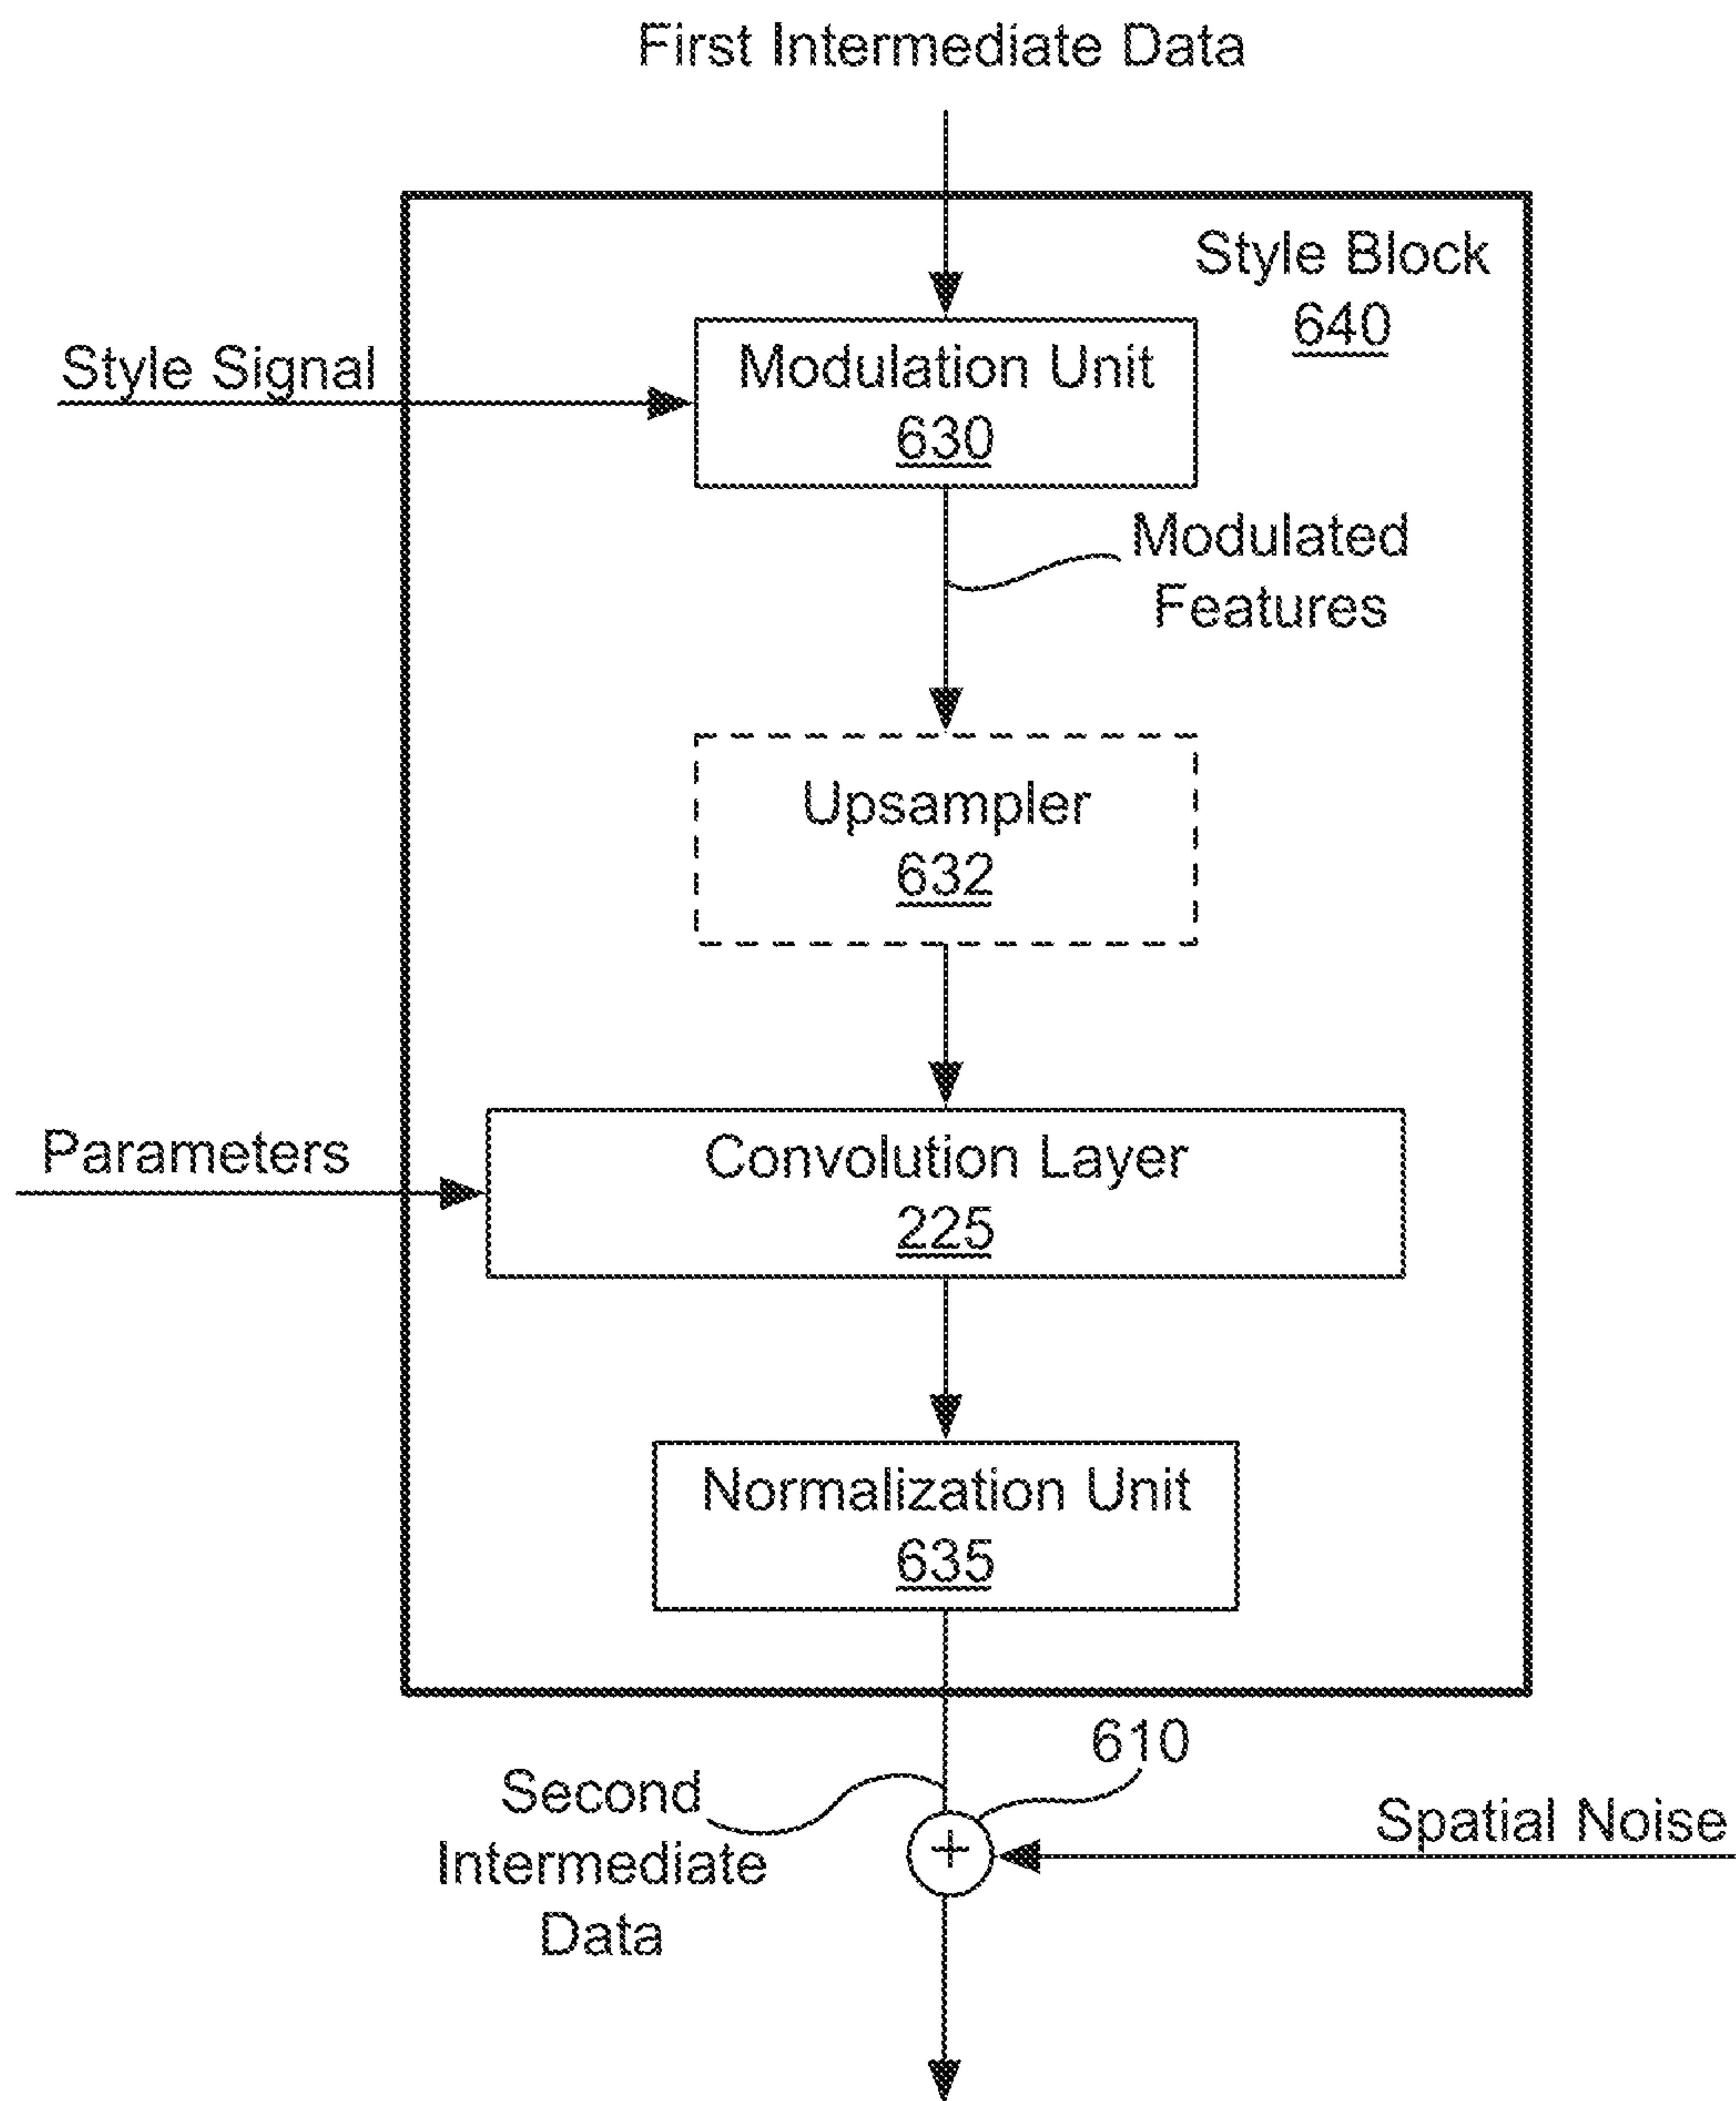 First Intermediate Data
Style Block
640
Style Signal
Modulation Unit
630
Modulated
Features
Upsampler
632
Parameters
Convolution Layer
225
Normalization Unit
635
610
Second
Intermediate
Data
+
Spatial Noise